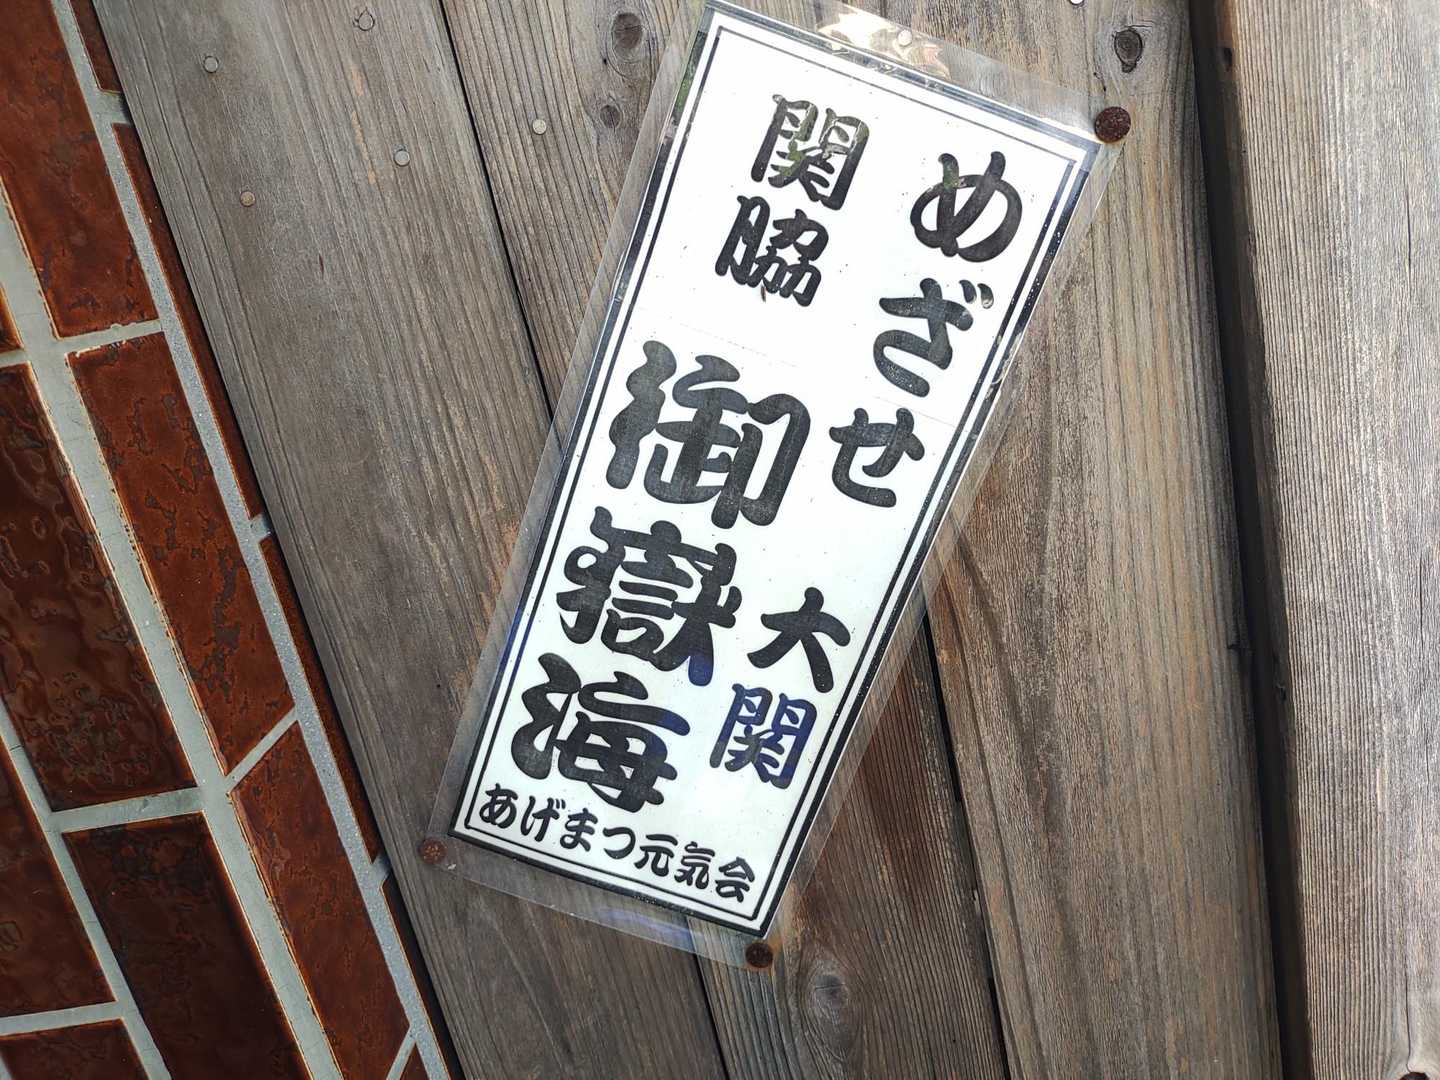 めざせ 大関
関脇 御嶽海
あげまつ元気会